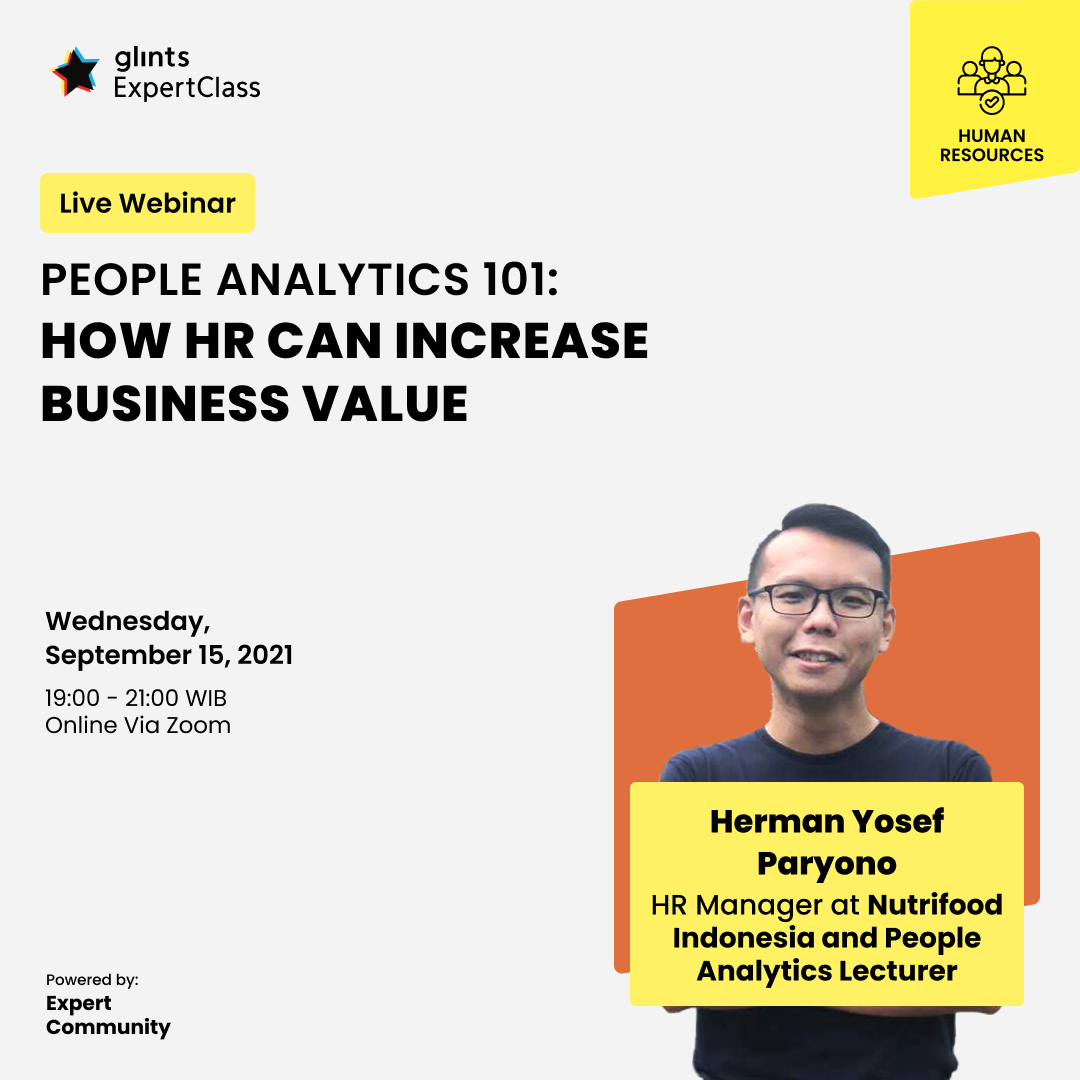 glints
ExpertClass
HUMAN
RESOURCES
Live Webinar
PEOPLE ANALYTICS 101:
HOW HR CAN INCREASE
BUSINESS VALUE
Wednesday,
September 15, 2021
19:00 - 21:00 WIB
Online Via Zoom
Herman Yosef
Paryono
HR Manager at Nutrifood
Indonesia and People
Analytics Lecturer
Powered by:
Expert
Community